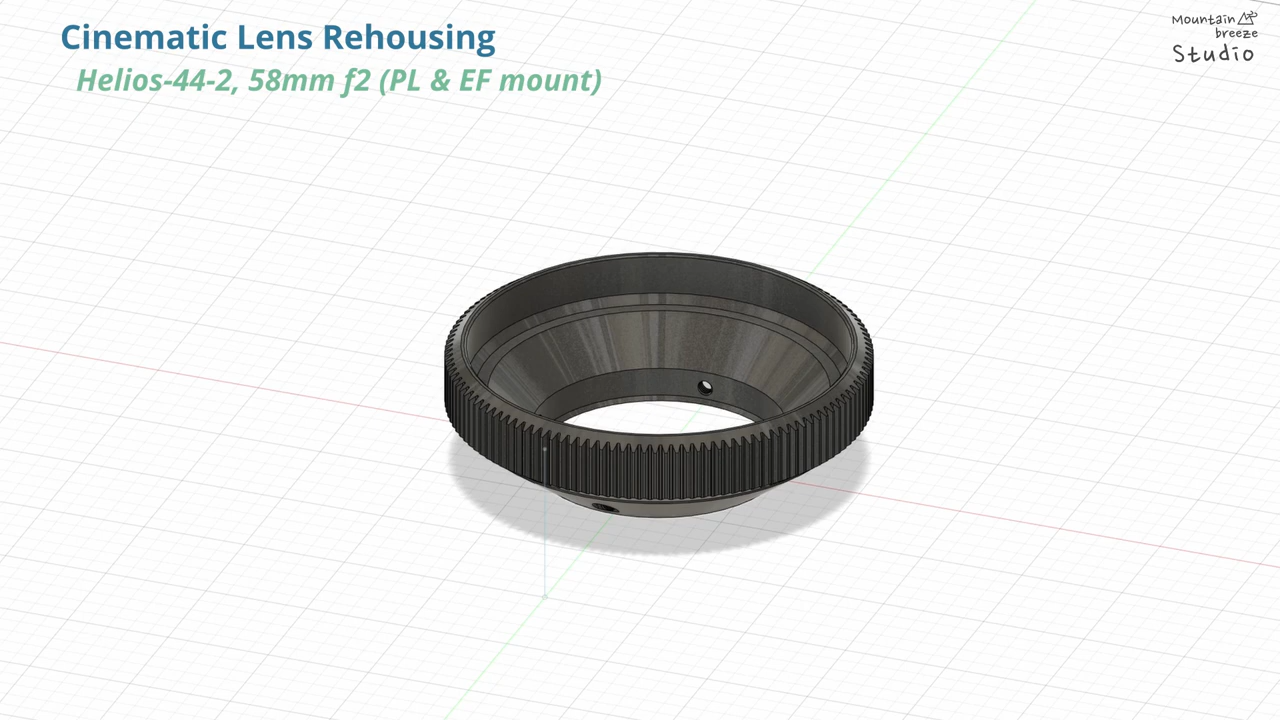 Cinematic Lens Rehousing
Helios-44-2, 58mm f2 (PL & EF mount)
Mountain
breeze
Studio